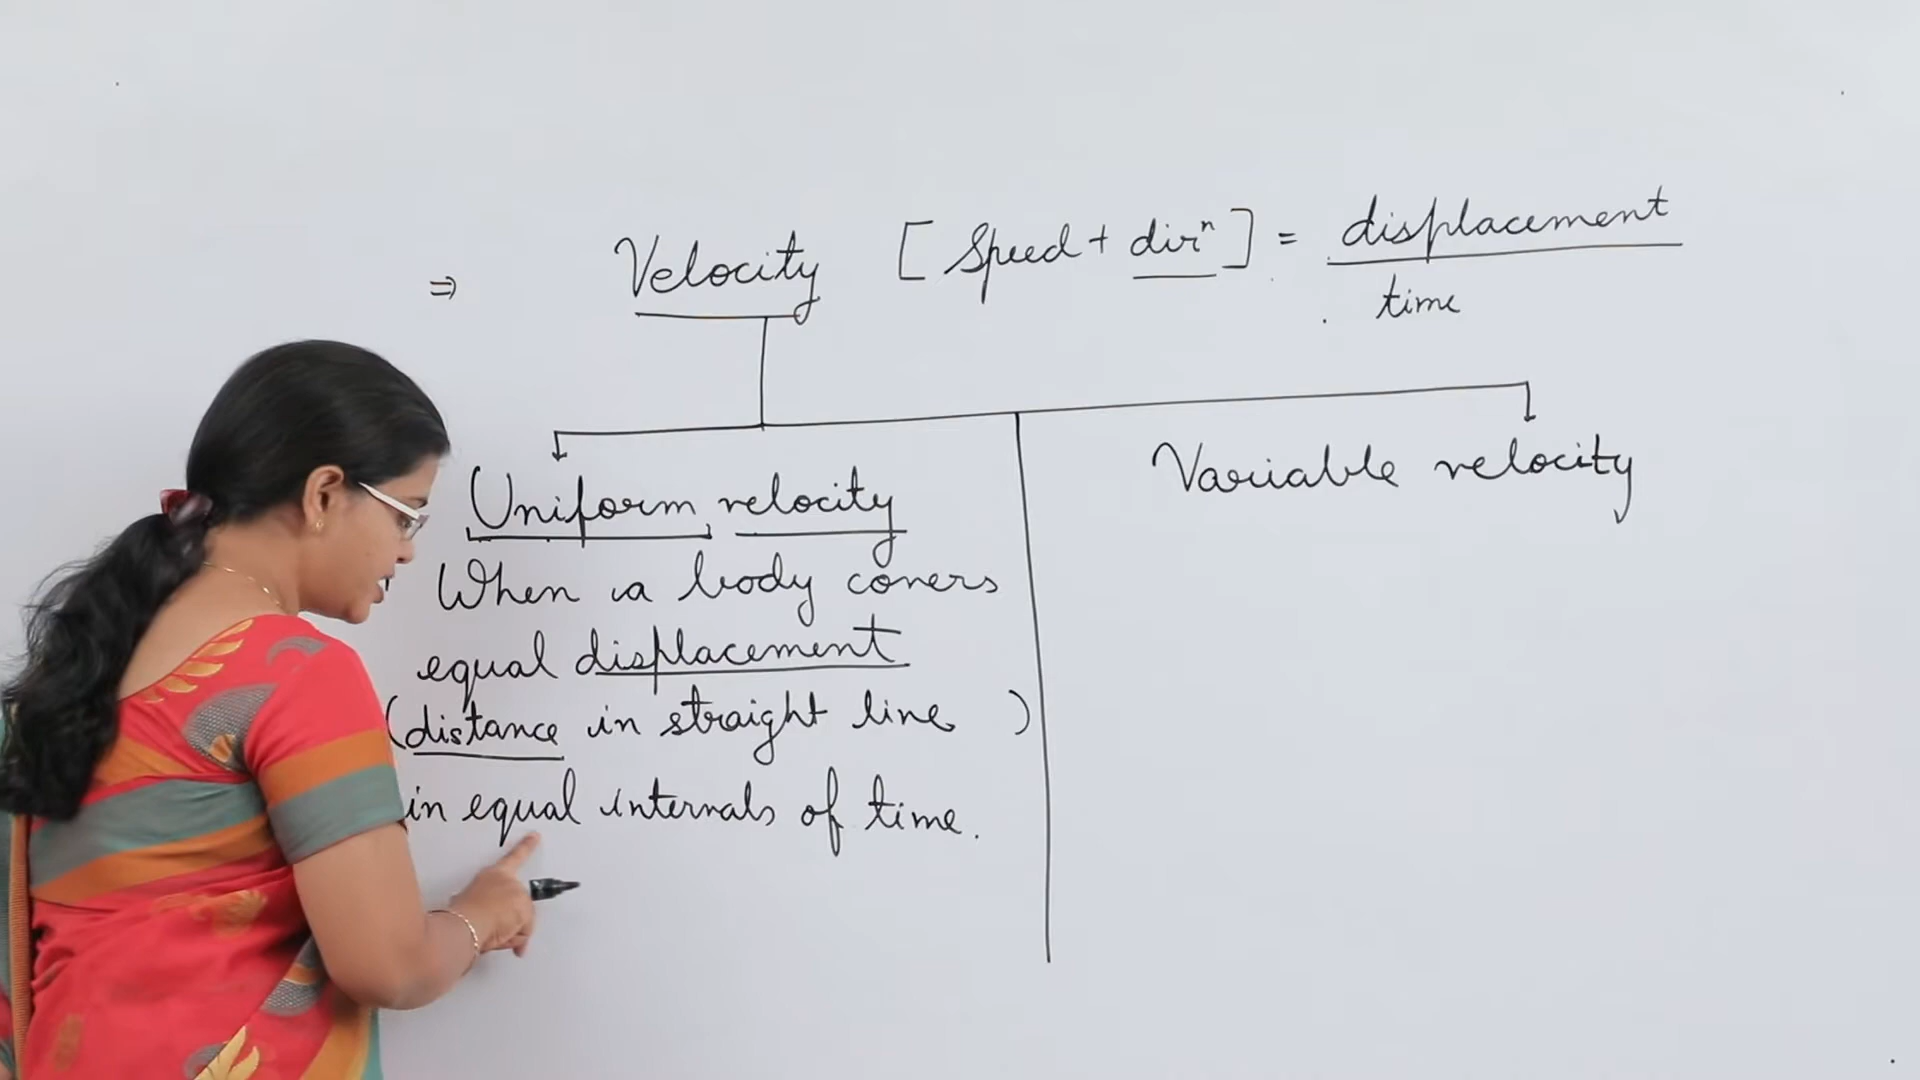 ⇒ Velocity [Speed + dirⁿ] = displacement
time
Uniform velocity
When a body covers
equal displacement
(distance in straight line )
in equal intervals of time.
Variable velocity